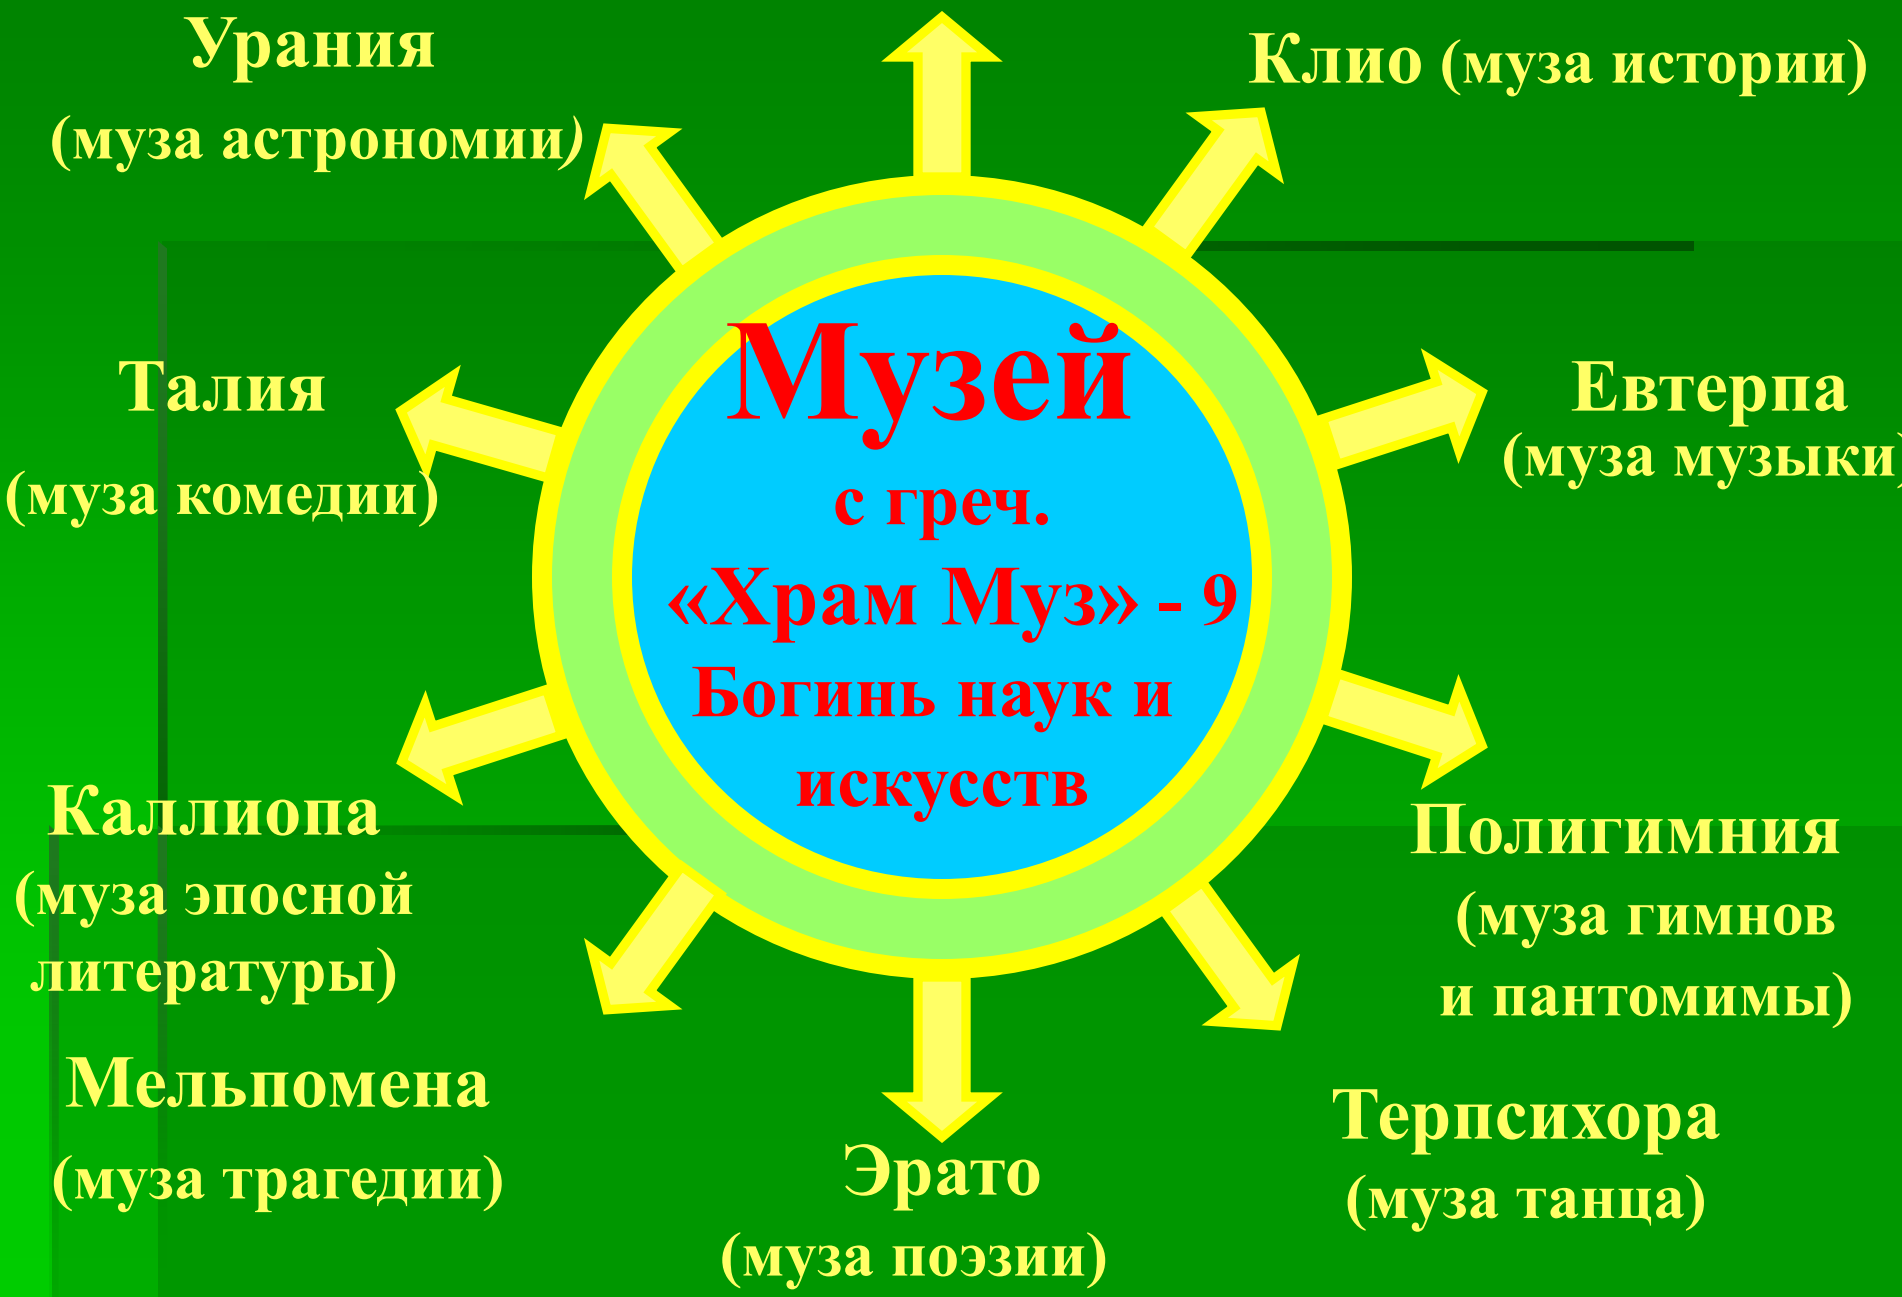 Урания
(муза астрономии)
Клио (муза истории)
Талия
(муза комедии)
Евтерпа
(муза музыки)
Музей
с греч.
«Храм Муз» - 9
Богинь наук и
искусств
Каллиопа
(муза эпосной
литературы)
Полигимния
(муза гимнов
и пантомимы)
Мельпомена
(муза трагедии)
Эрато
(муза поэзии)
Терпсихора
(муза танца)